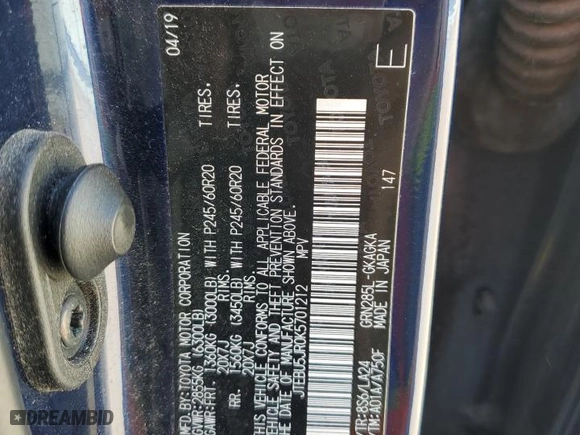 MFD.BY:TOYOTA MOTOR CORPORATION 04/19
GVWR: 2855KG (6300LB)
GAWR:FRT. 1360KG (3000LB) WITH P245/60R20 TIRES.
20X7J RIMS.
RR. 1560KG (3450LB) WITH P245/60R20 TIRES.
20X7J RIMS.
THIS VEHICLE CONFORMS TO ALL APPLICABLE FEDERAL MOTOR
VEHICLE SAFETY AND THEFT PREVENTION STANDARDS IN EFFECT ON
THE DATE OF MANUFACTURE SHOWN ABOVE.
JTEBU5JR0K5701212 MPV
C/TR:8S6/LA24 GRN285L-GKAGKA 147
A/TM:A01A/A750F MADE IN JAPAN
E